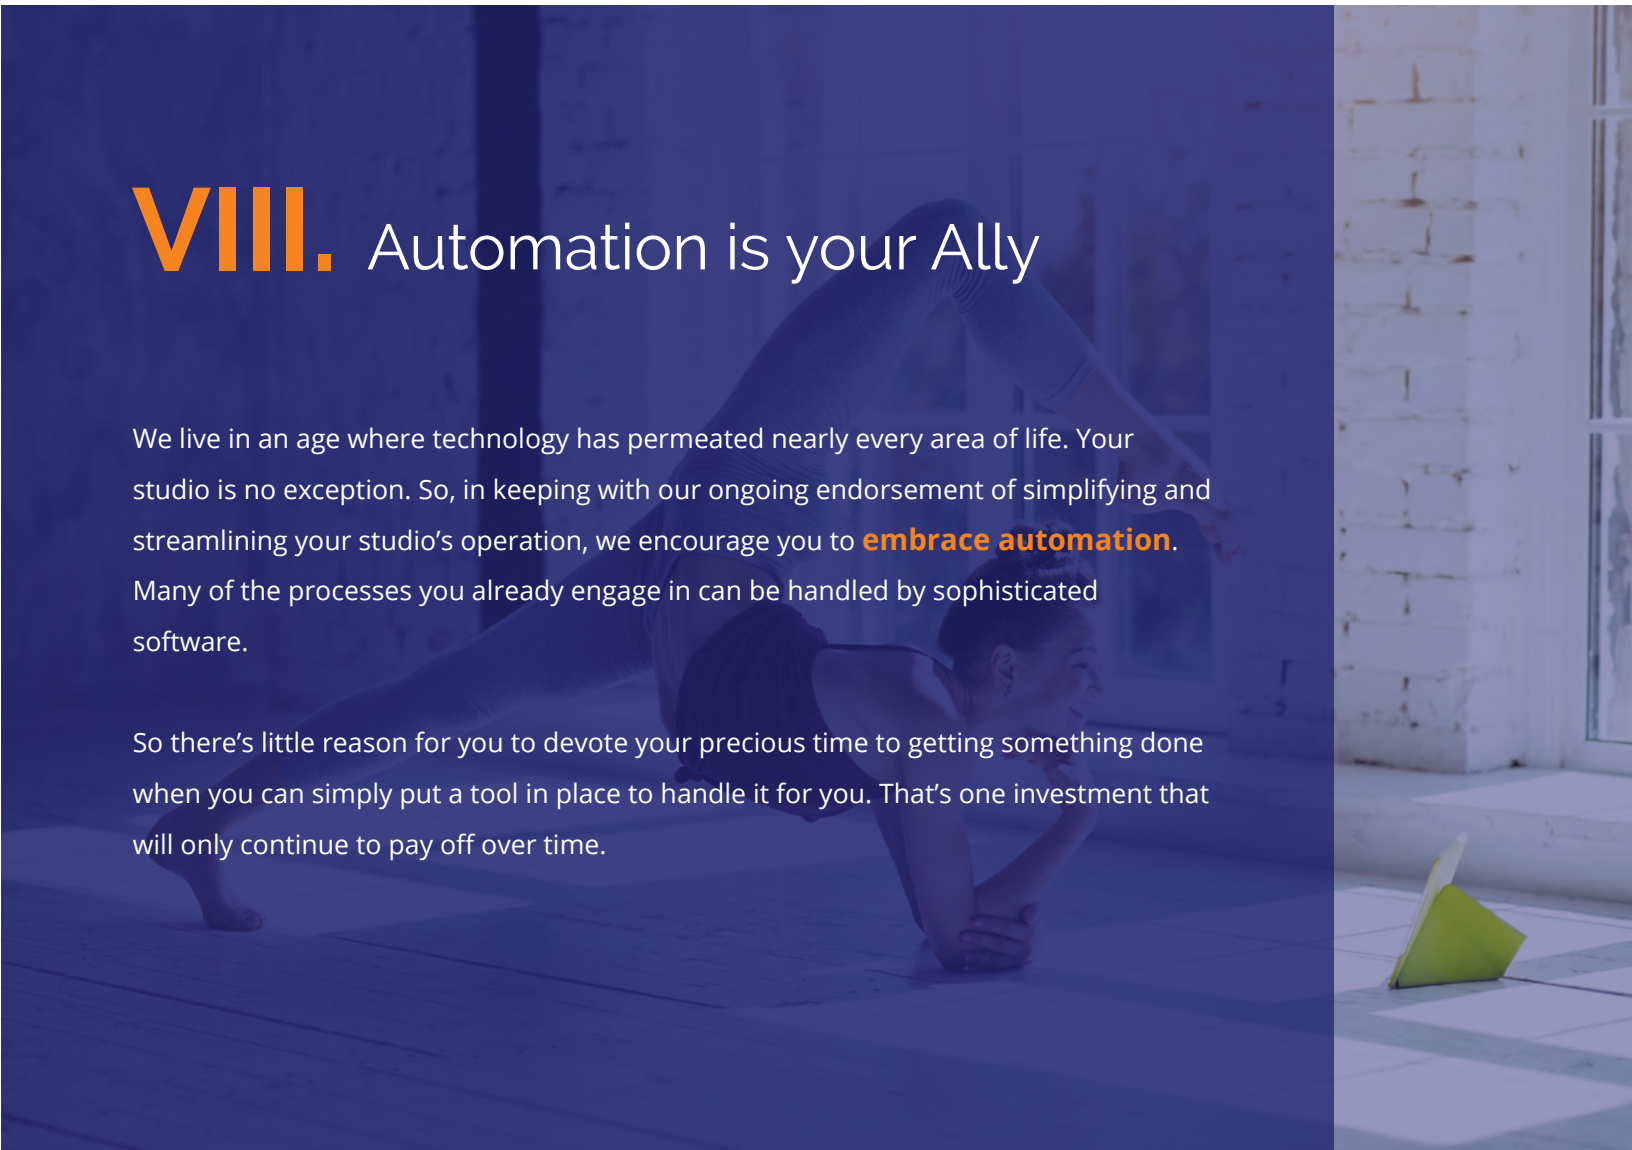 VIII. Automation is your Ally
We live in an age where technology has permeated nearly every area of life. Your
studio is no exception. So, in keeping with our ongoing endorsement of simplifying and
streamlining your studio’s operation, we encourage you to embrace automation.
Many of the processes you already engage in can be handled by sophisticated
software.
So there’s little reason for you to devote your precious time to getting something done
when you can simply put a tool in place to handle it for you. That’s one investment that
will only continue to pay off over time.